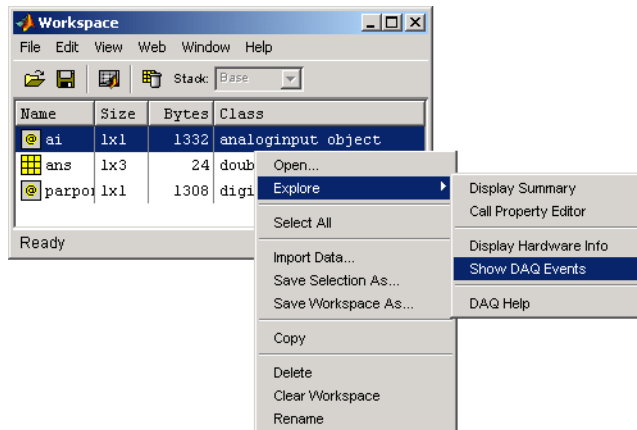 Workspace
File Edit View Web Window Help
Stack: Base
Name Size Bytes Class
ai 1x1 1332 analoginput object
ans 1x3 24 doub
parpor 1x1 1308 digi
Ready
Open...
Explore
Select All
Import Data...
Save Selection As...
Save Workspace As...
Copy
Delete
Clear Workspace
Rename
Display Summary
Call Property Editor
Display Hardware Info
Show DAQ Events
DAQ Help